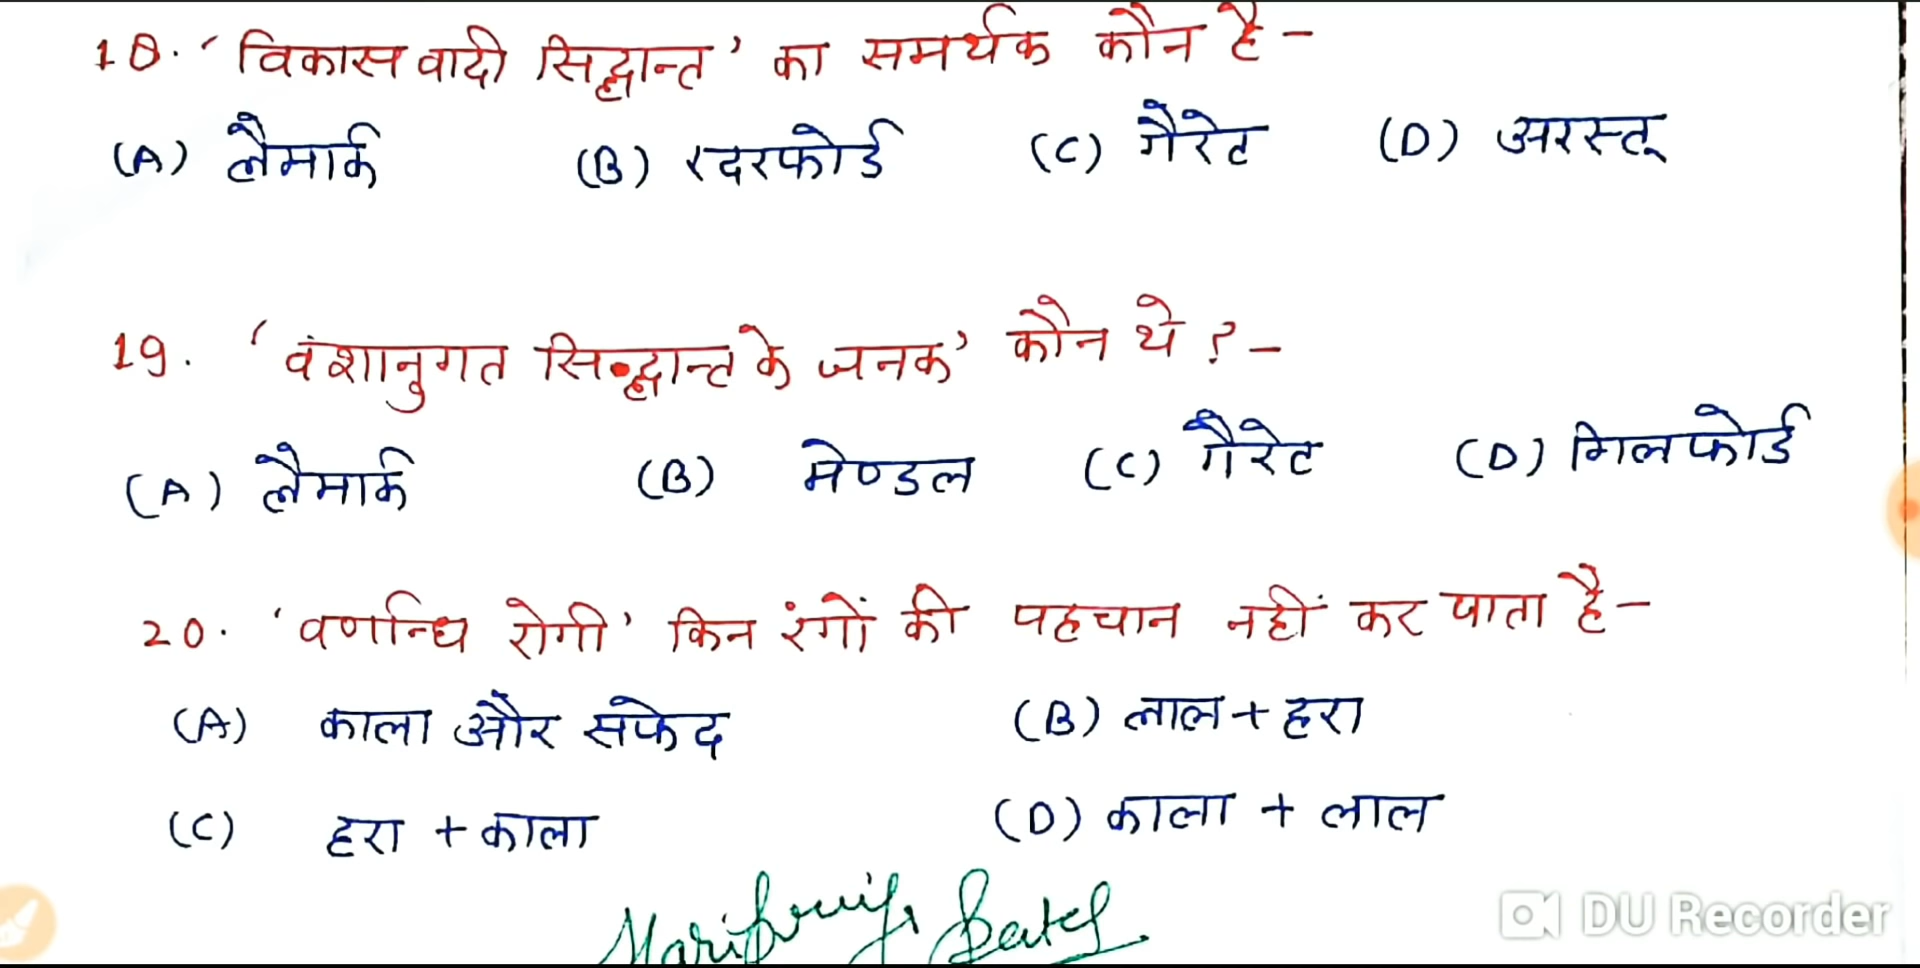 18. 'विकासवादी सिद्धान्त' का समर्थक कौन है –
(A) लैमार्क (B) रदरफोर्ड (C) गैरेट (D) अरस्तू
19. 'वंशानुगत सिद्धान्त के जनक' कौन थे ? –
(A) लैमार्क (B) मेण्डल (C) गैरेट (D) गिलफोर्ड
20. 'वर्णान्धि रोगी' किन रंगों की पहचान नहीं कर पाता है –
(A) काला और सफेद (B) लाल + हरा
(C) हरा + काला (D) काला + लाल
DU Recorder